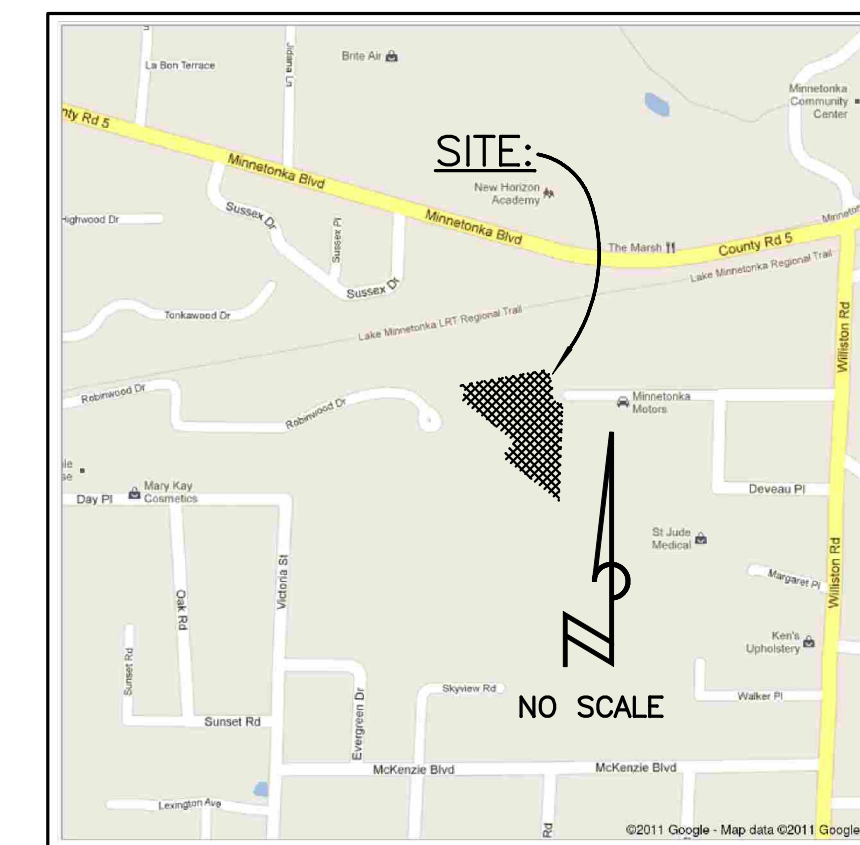 La Bon Terrace
Jidana Ln
Brite Air
Minnetonka
Community
Center
nty Rd 5
SITE:
Minnetonka Blvd
New Horizon
Academy
Highwood Dr
Sussex Dr
Sussex Pl
Minnetonka Blvd
The Marsh
County Rd 5
Minneton
Lake Minnetonka Regional Trail
Sussex Dr
Tonkawood Dr
Lake Minnetonka LRT Regional Trail
Williston Rd
Robinwood Dr
Robinwood Dr
Minnetonka
Motors
Mary Kay
Cosmetics
Day Pl
Deveau Pl
St Jude
Medical
Williston Rd
Victoria St
Oak Rd
Margaret Pl
Ken's
Upholstery
Sunset Rd
Skyview Rd
Walker Pl
N
NO SCALE
Sunset Rd
Evergreen Dr
McKenzie Blvd
McKenzie Blvd
Lexington Ave
Rd
©2011 Google - Map data ©2011 Google